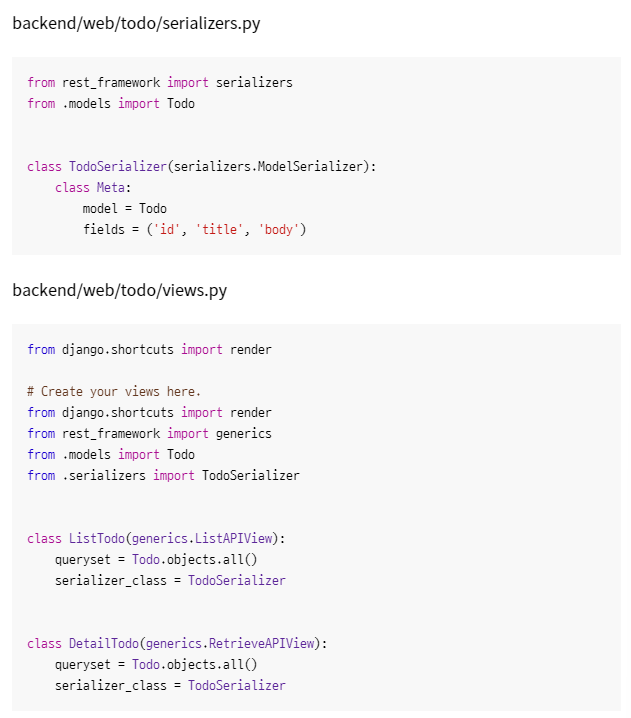 backend/web/todo/serializers.py
from rest_framework import serializers
from .models import Todo
class TodoSerializer(serializers.ModelSerializer):
    class Meta:
        model = Todo
        fields = ('id', 'title', 'body')
backend/web/todo/views.py
from django.shortcuts import render
# Create your views here.
from django.shortcuts import render
from rest_framework import generics
from .models import Todo
from .serializers import TodoSerializer
class ListTodo(generics.ListAPIView):
    queryset = Todo.objects.all()
    serializer_class = TodoSerializer
class DetailTodo(generics.RetrieveAPIView):
    queryset = Todo.objects.all()
    serializer_class = TodoSerializer